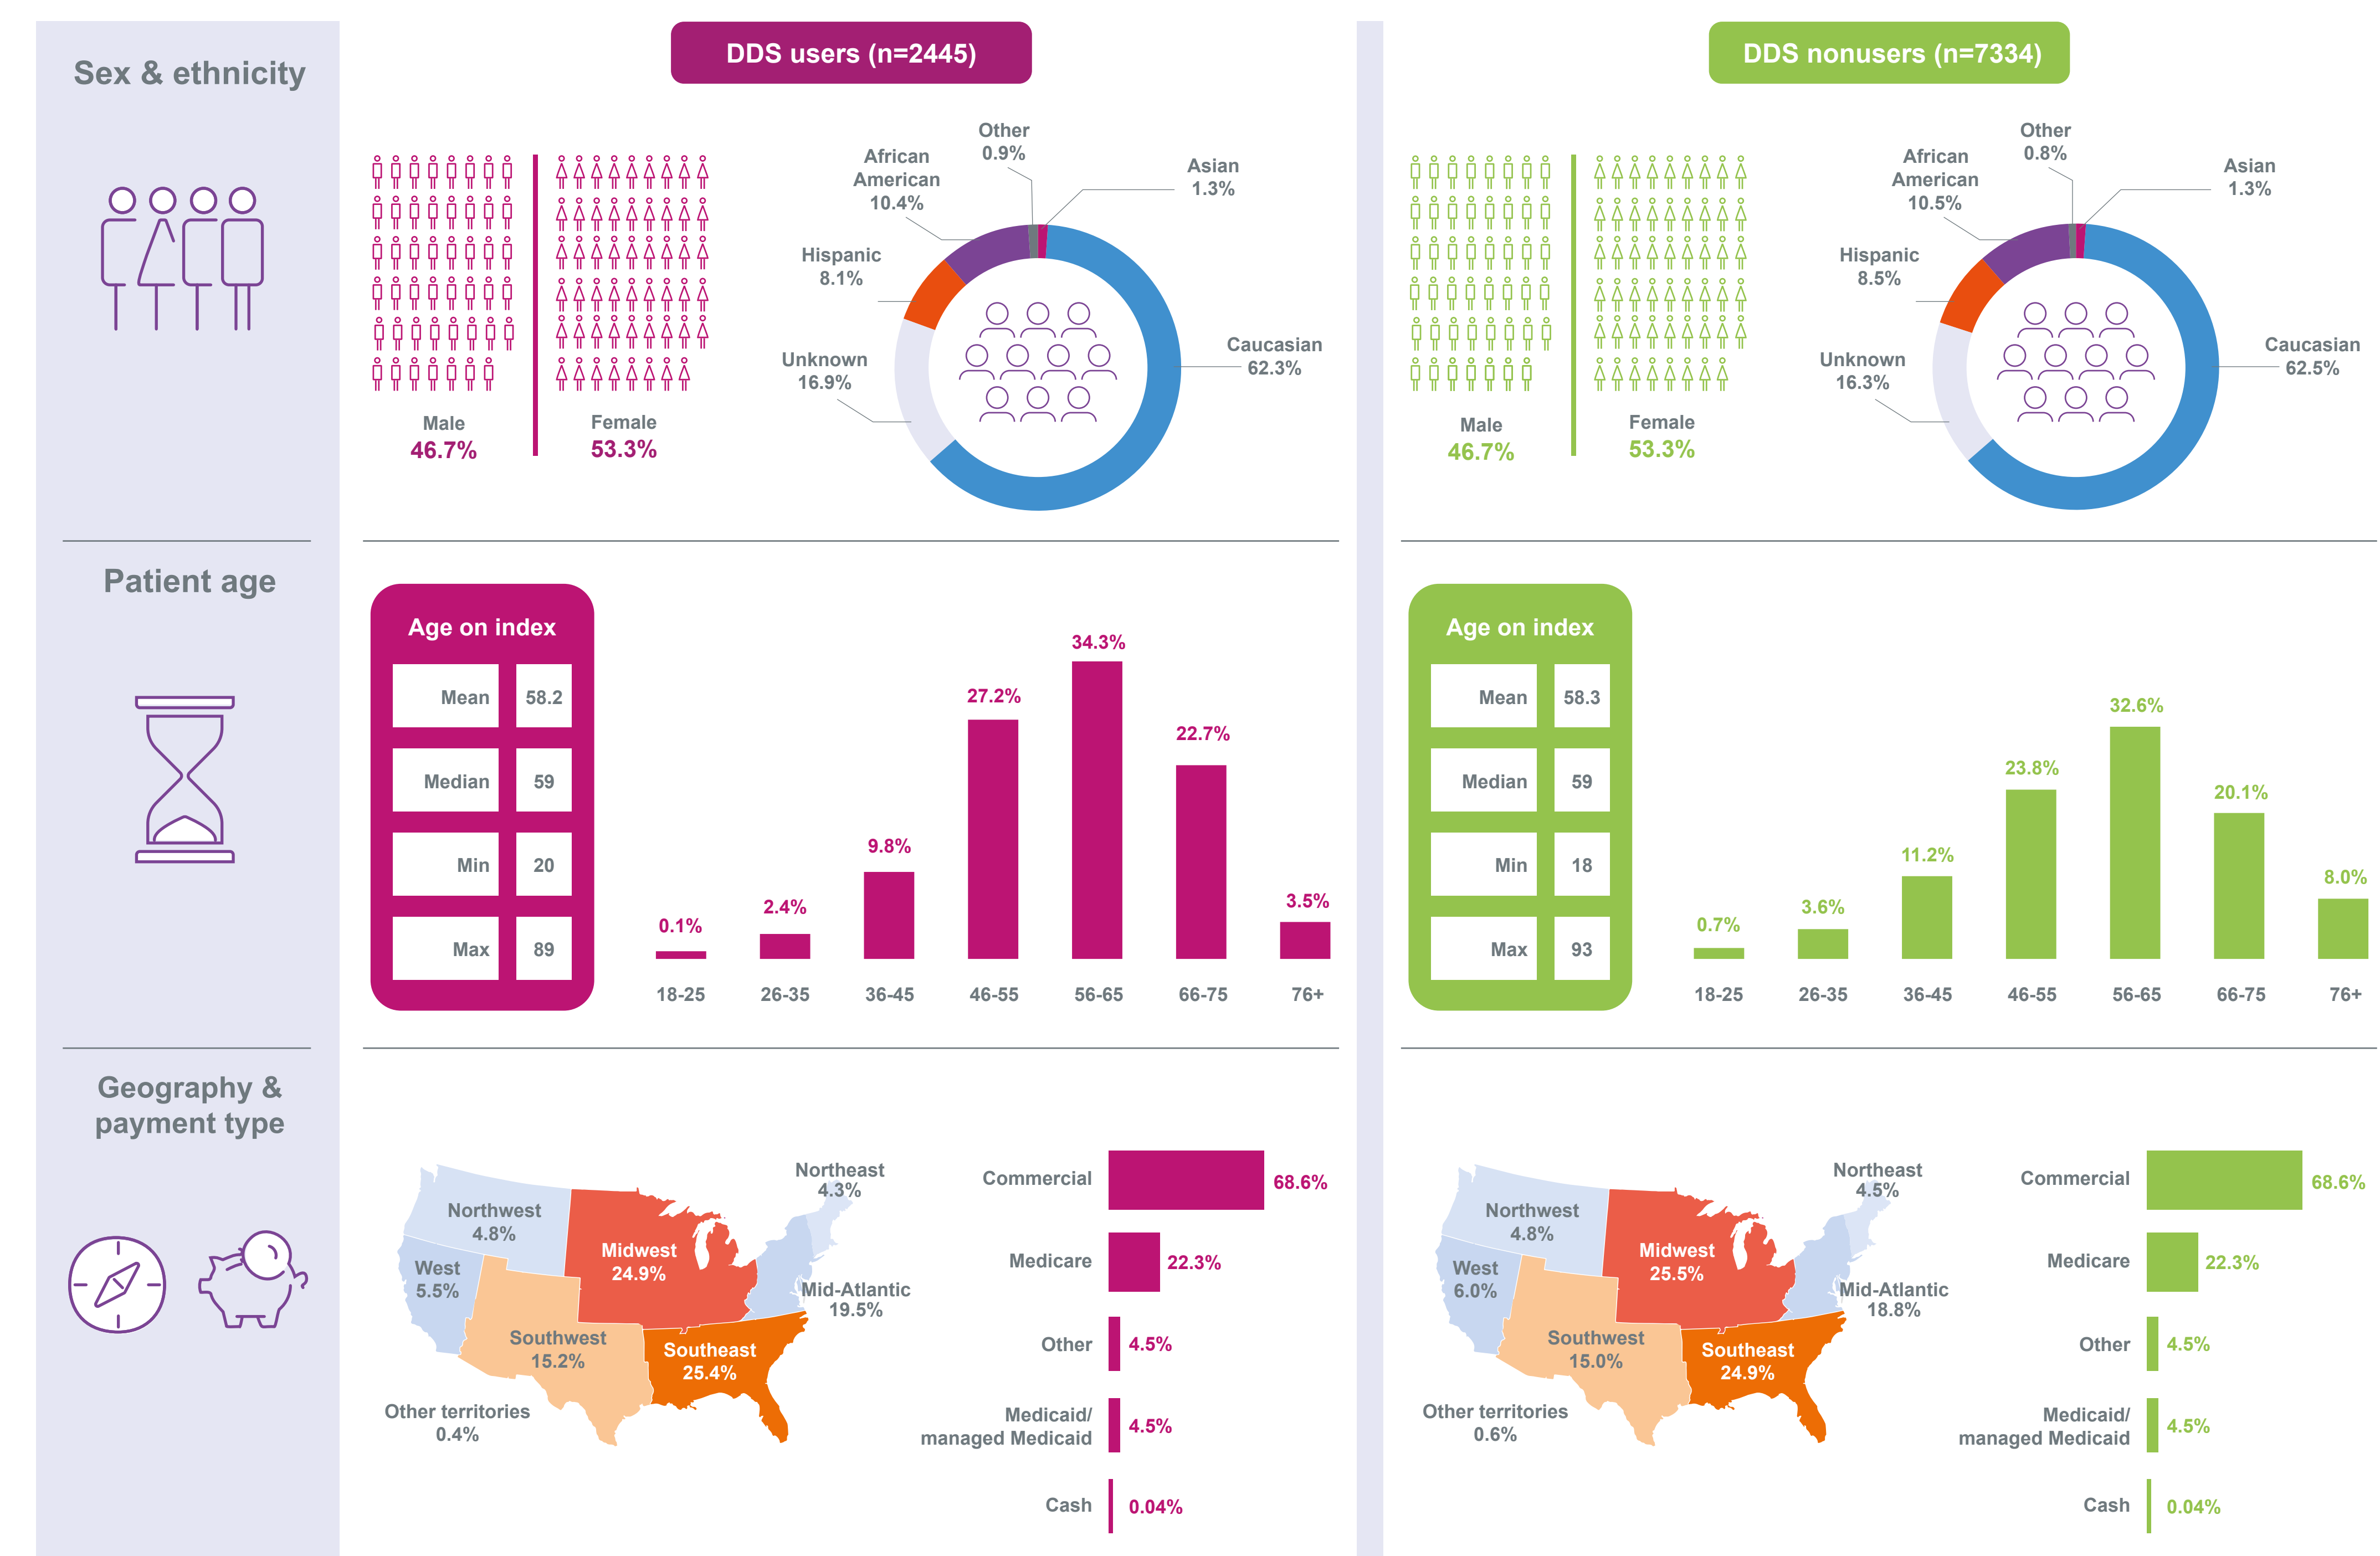 Sex & ethnicity
DDS users (n=2445)
Other
0.9%
African
American
10.4%
Asian
1.3%
Hispanic
8.1%
Unknown
16.9%
Caucasian
62.3%
Male
46.7%
Female
53.3%
DDS nonusers (n=7334)
Other
0.8%
African
American
10.5%
Asian
1.3%
Hispanic
8.5%
Unknown
16.3%
Caucasian
62.5%
Male
46.7%
Female
53.3%
Patient age
Age on index
Mean 58.2
Median 59
Min 20
Max 89
0.1%
2.4%
9.8%
27.2%
34.3%
22.7%
3.5%
18-25 26-35 36-45 46-55 56-65 66-75 76+
Age on index
Mean 58.3
Median 59
Min 18
Max 93
0.7%
3.6%
11.2%
23.8%
32.6%
20.1%
8.0%
18-25 26-35 36-45 46-55 56-65 66-75 76+
Geography &
payment type
Northeast
4.3%
Northwest
4.8%
Midwest
24.9%
West
5.5%
Mid-Atlantic
19.5%
Southwest
15.2%
Southeast
25.4%
Other territories
0.4%
Commercial 68.6%
Medicare 22.3%
Other 4.5%
Medicaid/
managed Medicaid 4.5%
Cash 0.04%
Northeast
4.5%
Northwest
4.8%
Midwest
25.5%
West
6.0%
Mid-Atlantic
18.8%
Southwest
15.0%
Southeast
24.9%
Other territories
0.6%
Commercial 68.6%
Medicare 22.3%
Other 4.5%
Medicaid/
managed Medicaid 4.5%
Cash 0.04%